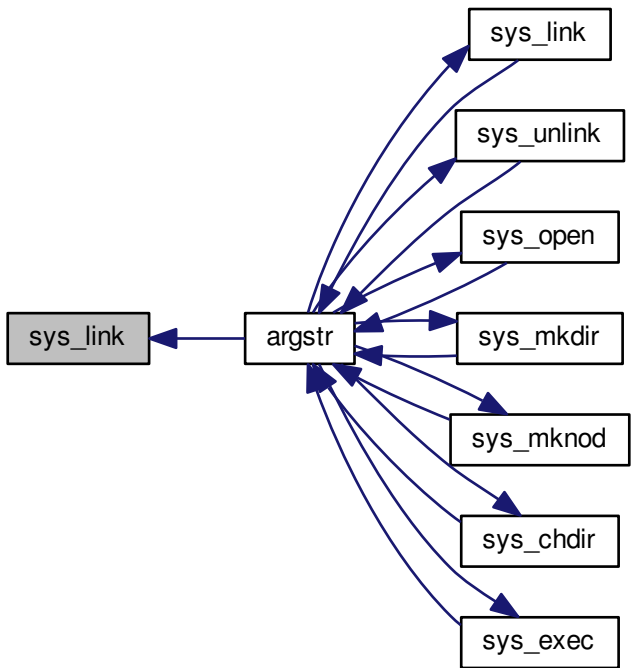 sys_link
sys_unlink
sys_open
sys_link
argstr
sys_mkdir
sys_mknod
sys_chdir
sys_exec